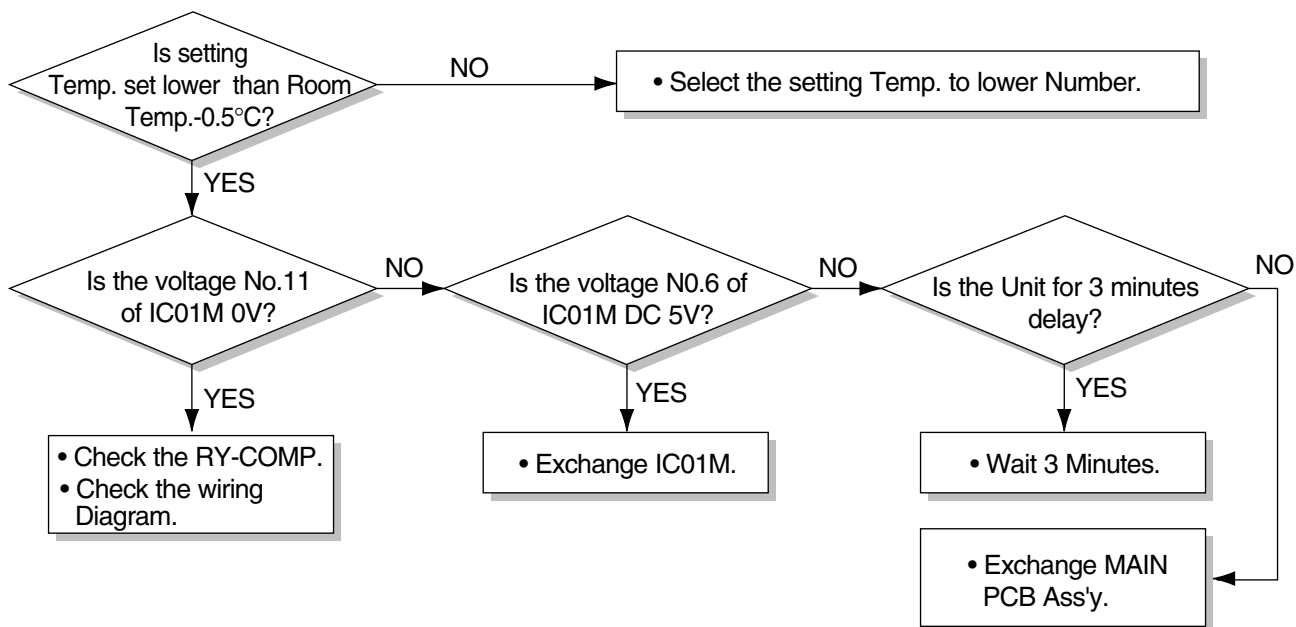 Is setting
Temp. set lower than Room
Temp.-0.5°C?
NO
• Select the setting Temp. to lower Number.
YES
Is the voltage No.11
of IC01M 0V?
NO
Is the voltage N0.6 of
IC01M DC 5V?
NO
Is the Unit for 3 minutes
delay?
NO
YES
• Check the RY-COMP.
• Check the wiring
Diagram.
YES
• Exchange IC01M.
YES
• Wait 3 Minutes.
• Exchange MAIN
PCB Ass'y.